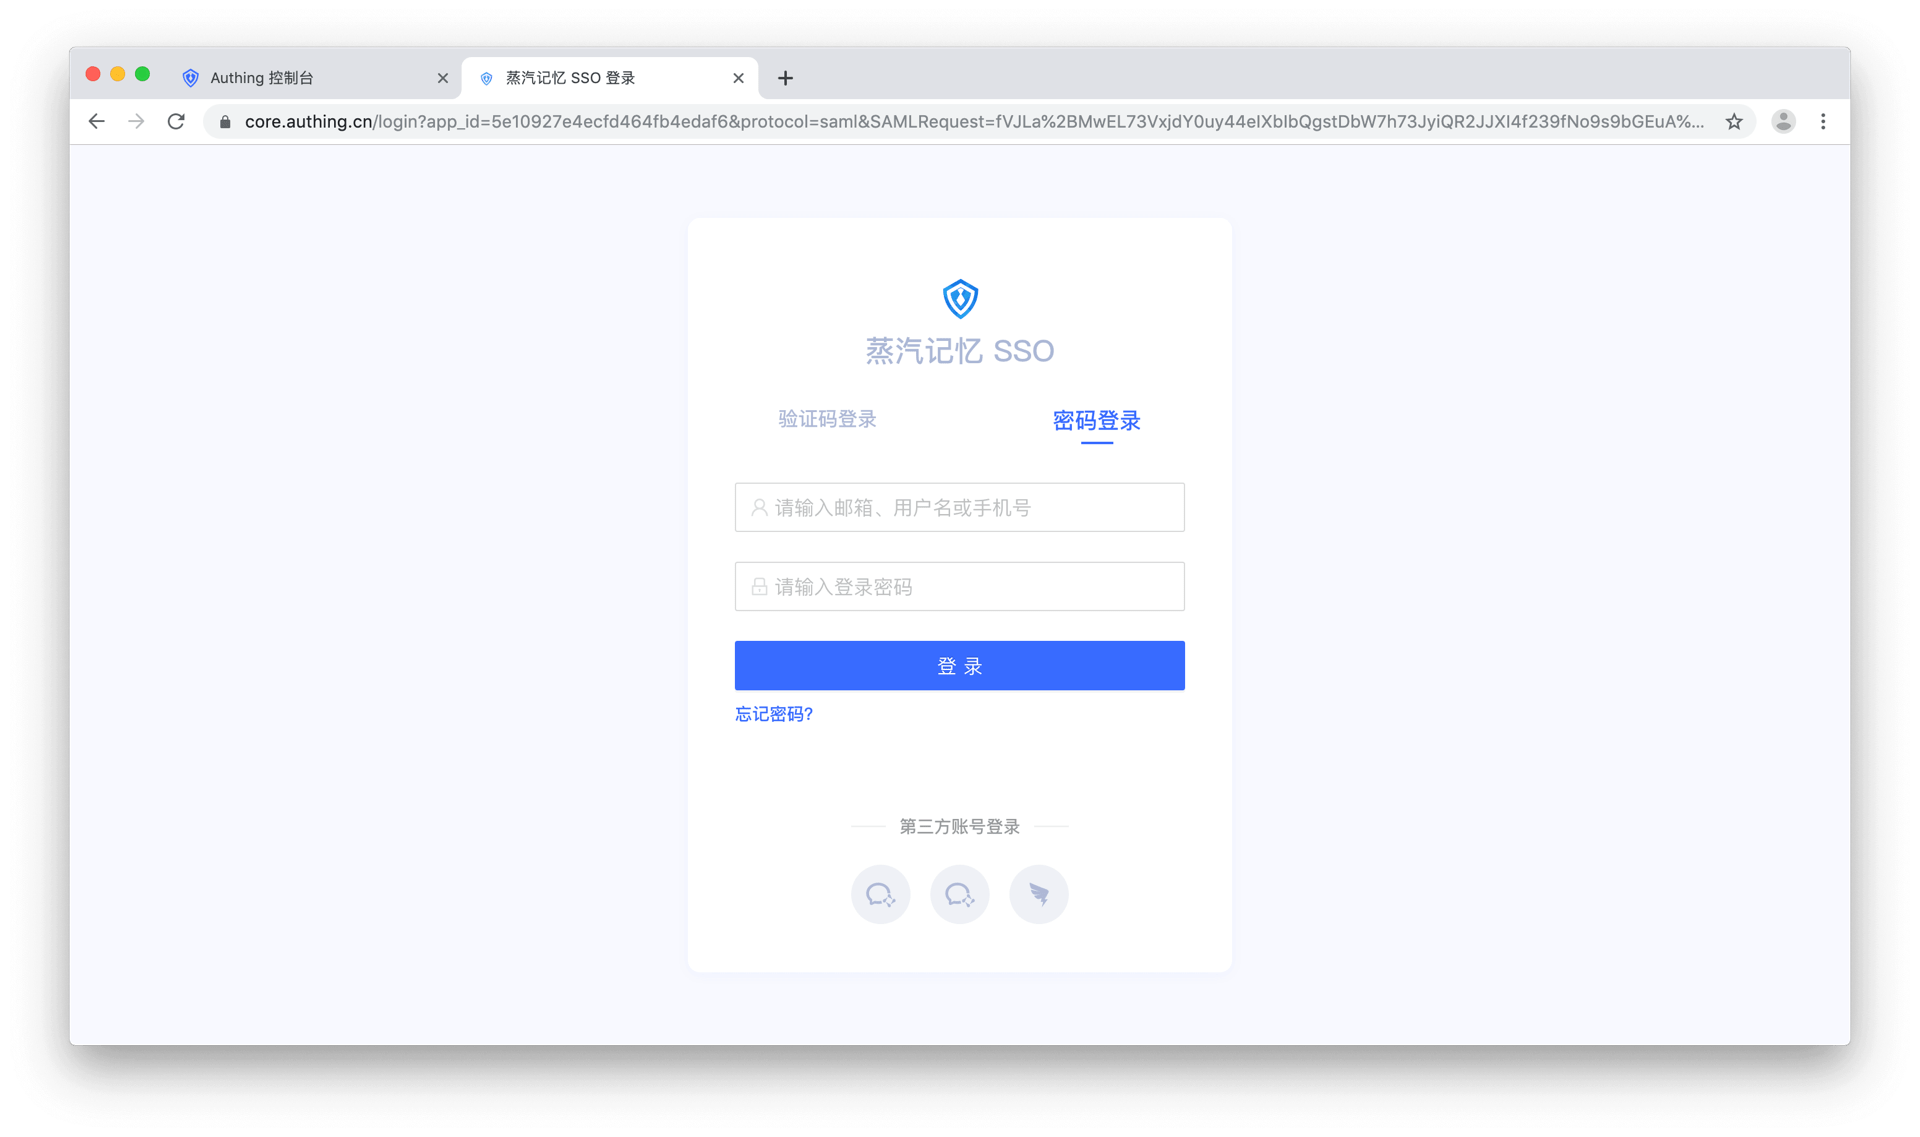 Authing 控制台
蒸汽记忆 SSO 登录
core.authing.cn/login?app_id=5e10927e4ecfd464fb4edaf6&protocol=saml&SAMLRequest=fVJLa%2BMwEL73VxjdY0uy44eIXbIbQgstDbW7h73JyiQR2JJXI4f239fNo9s9bGEuA%...
蒸汽记忆 SSO
验证码登录
密码登录
请输入邮箱、用户名或手机号
请输入登录密码
登 录
忘记密码?
第三方账号登录